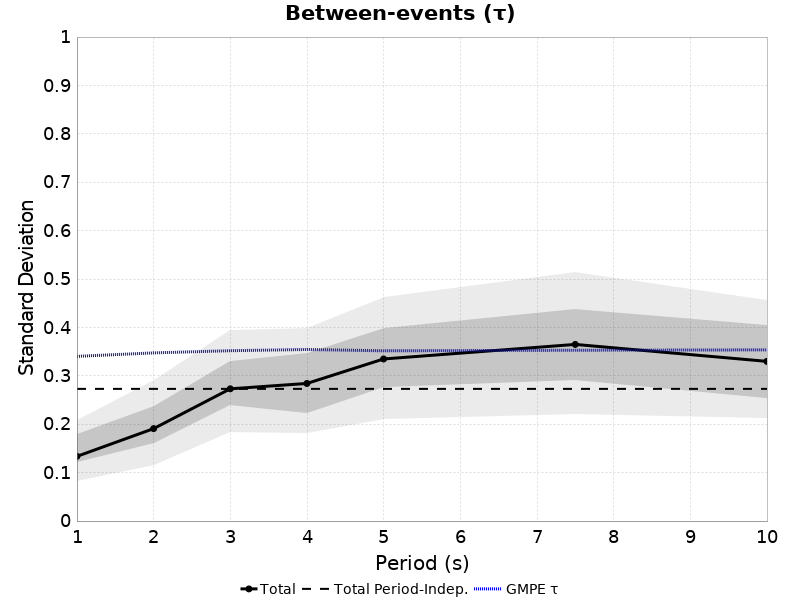 Between-events (τ)
1
0.9
0.8
0.7
0.6
0.5
0.4
0.3
0.2
0.1
0
Standard Deviation
1 2 3 4 5 6 7 8 9 10
Period (s)
Total Total Period-Indep. GMPE τ